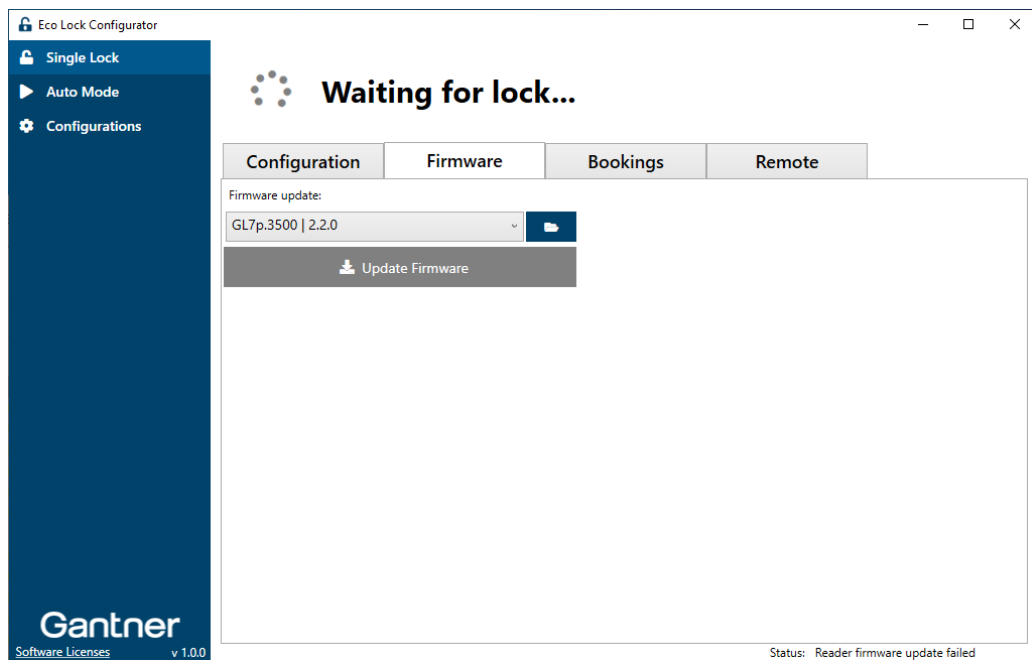 Eco Lock Configurator
Single Lock
Auto Mode
Configurations
Waiting for lock...
Configuration
Firmware
Bookings
Remote
Firmware update:
GL7p.3500 | 2.2.0
Update Firmware
Gantner
Software Licenses
v 1.0.0
Status: Reader firmware update failed